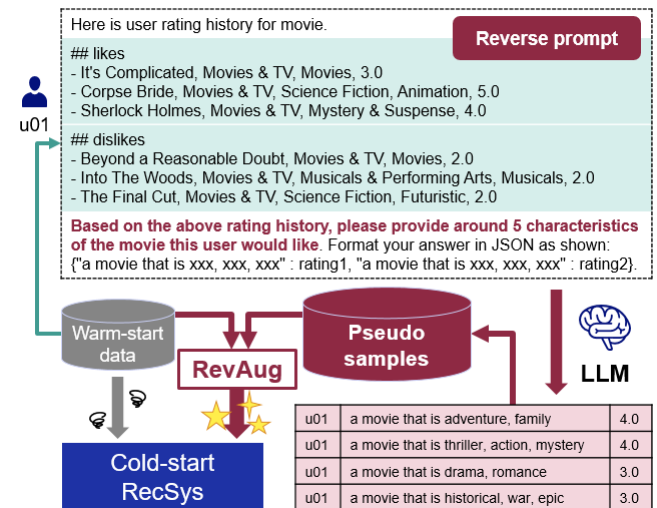 Here is user rating history for movie.
Reverse prompt
## likes
- It's Complicated, Movies & TV, Movies, 3.0
- Corpse Bride, Movies & TV, Science Fiction, Animation, 5.0
- Sherlock Holmes, Movies & TV, Mystery & Suspense, 4.0
u01
## dislikes
- Beyond a Reasonable Doubt, Movies & TV, Movies, 2.0
- Into The Woods, Movies & TV, Musicals & Performing Arts, Musicals, 2.0
- The Final Cut, Movies & TV, Science Fiction, Futuristic, 2.0
Based on the above rating history, please provide around 5 characteristics
of the movie this user would like. Format your answer in JSON as shown:
{"a movie that is xxx, xxx, xxx" : rating1, "a movie that is xxx, xxx, xxx" : rating2}.
Warm-start
data
RevAug
Pseudo
samples
LLM
Cold-start
RecSys
u01 a movie that is adventure, family 4.0
u01 a movie that is thriller, action, mystery 4.0
u01 a movie that is drama, romance 3.0
u01 a movie that is historical, war, epic 3.0